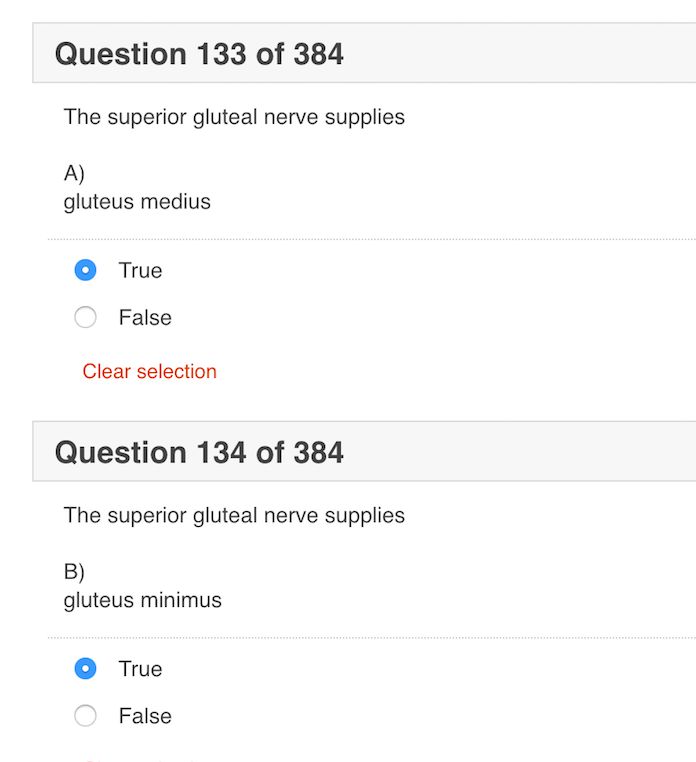 Question 133 of 384
The superior gluteal nerve supplies
A)
gluteus medius
True
False
Clear selection
Question 134 of 384
The superior gluteal nerve supplies
B)
gluteus minimus
True
False